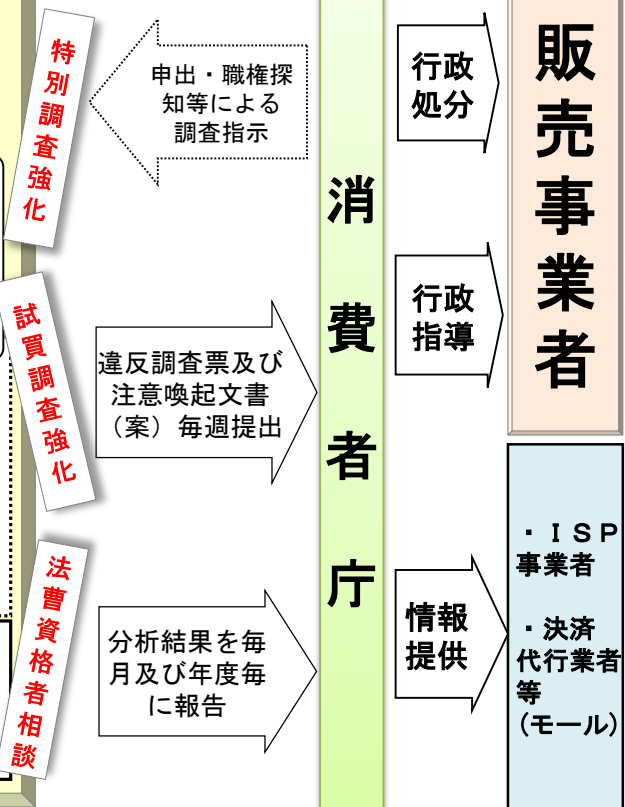 特別調査強化
申出・職権探
知等による
調査指示
試買調査強化
違反調査票及び
注意喚起文書
（案）毎週提出
法曹資格者相談
分析結果を毎
月及び年度毎
に報告
消費者庁
行政
処分
行政
指導
情報
提供
販売事業者
・ＩＳＰ
事業者
・決済
代行業者
等
（モール）